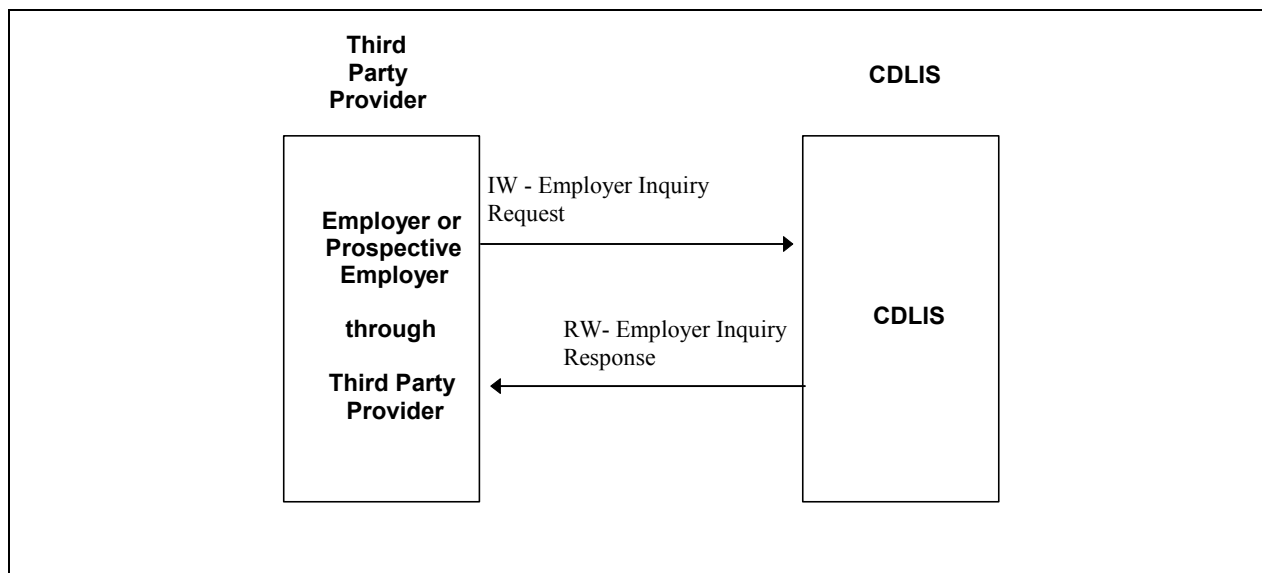 Third
Party
Provider
CDLIS
IW - Employer Inquiry
Request
Employer or
Prospective
Employer
through
Third Party
Provider
RW- Employer Inquiry
Response
CDLIS